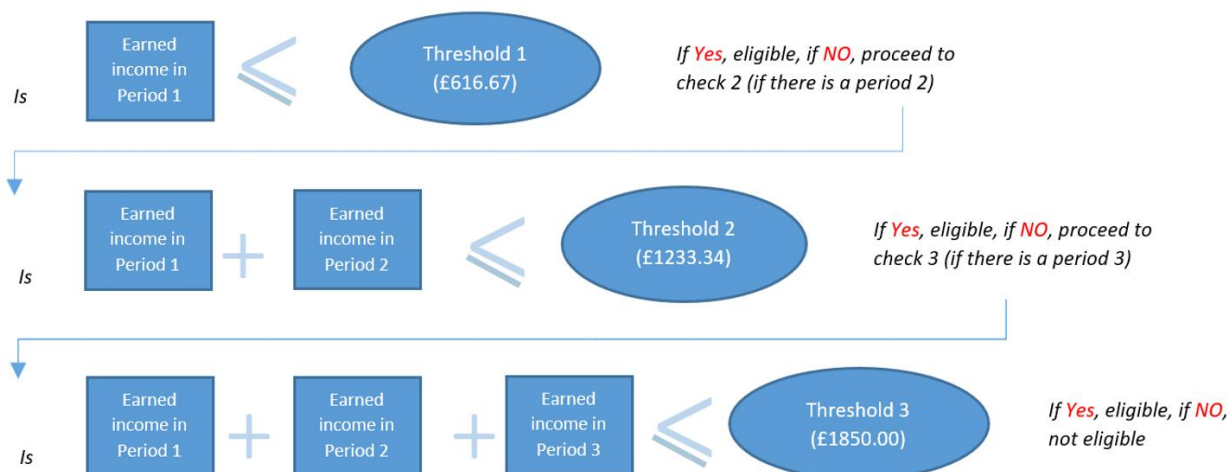 Is
Earned
income in
Period 1
≤
Threshold 1
(£616.67)
If Yes, eligible, if NO, proceed to
check 2 (if there is a period 2)
Is
Earned
income in
Period 1
+
Earned
income in
Period 2
≤
Threshold 2
(£1233.34)
If Yes, eligible, if NO, proceed to
check 3 (if there is a period 3)
Is
Earned
income in
Period 1
+
Earned
income in
Period 2
+
Earned
income in
Period 3
≤
Threshold 3
(£1850.00)
If Yes, eligible, if NO,
not eligible